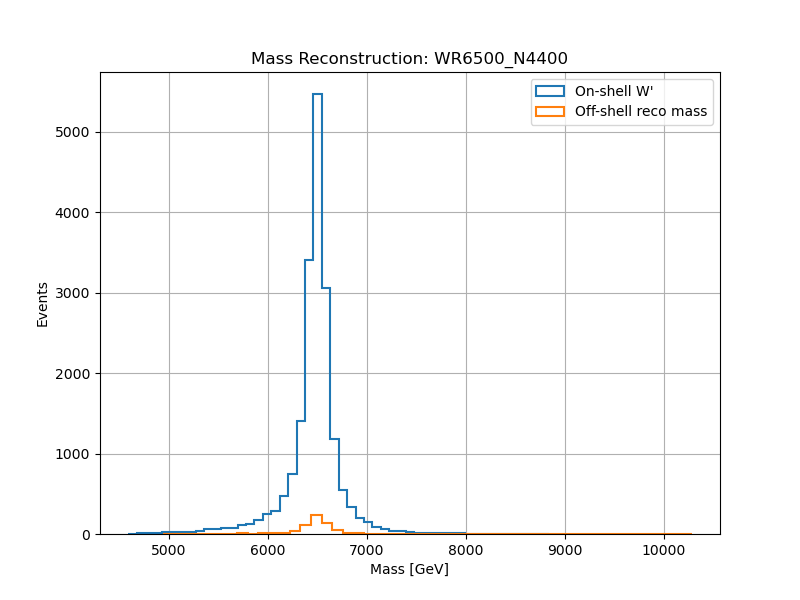 Mass Reconstruction: WR6500_N4400
On-shell W'
Off-shell reco mass
Events
5000
4000
3000
2000
1000
0
5000 6000 7000 8000 9000 10000
Mass [GeV]